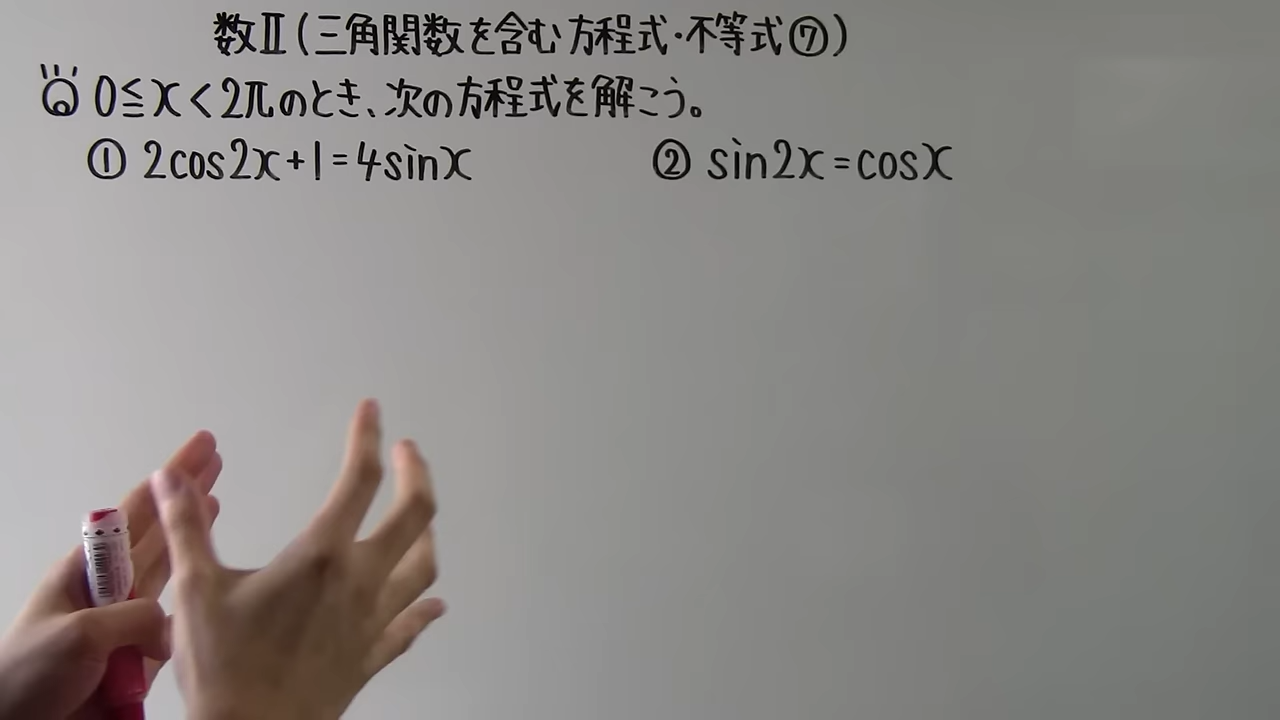 数Ⅱ(三角関数を含む方程式・不等式⑦)
0≦x<2πのとき、次の方程式を解こう。
① 2cos2x+1=4sinx
② sin2x=cosx